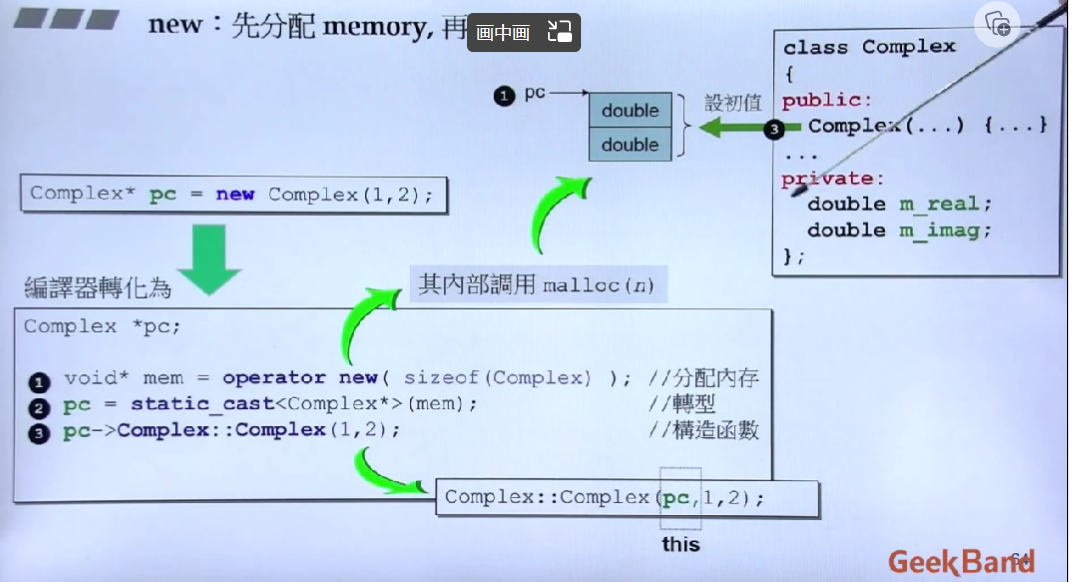 new：先分配 memory, 再
画中画
class Complex
{
public:
Complex(...) {...}
...
private:
double m_real;
double m_imag;
};
1 pc
double
double
設初值
3
Complex* pc = new Complex(1,2);
編譯器轉化為
其內部調用 malloc(n)
Complex *pc;
1 void* mem = operator new( sizeof(Complex) ); //分配內存
2 pc = static_cast<Complex*>(mem); //轉型
3 pc->Complex::Complex(1,2); //構造函數
Complex::Complex(pc,1,2);
this
GeekBand